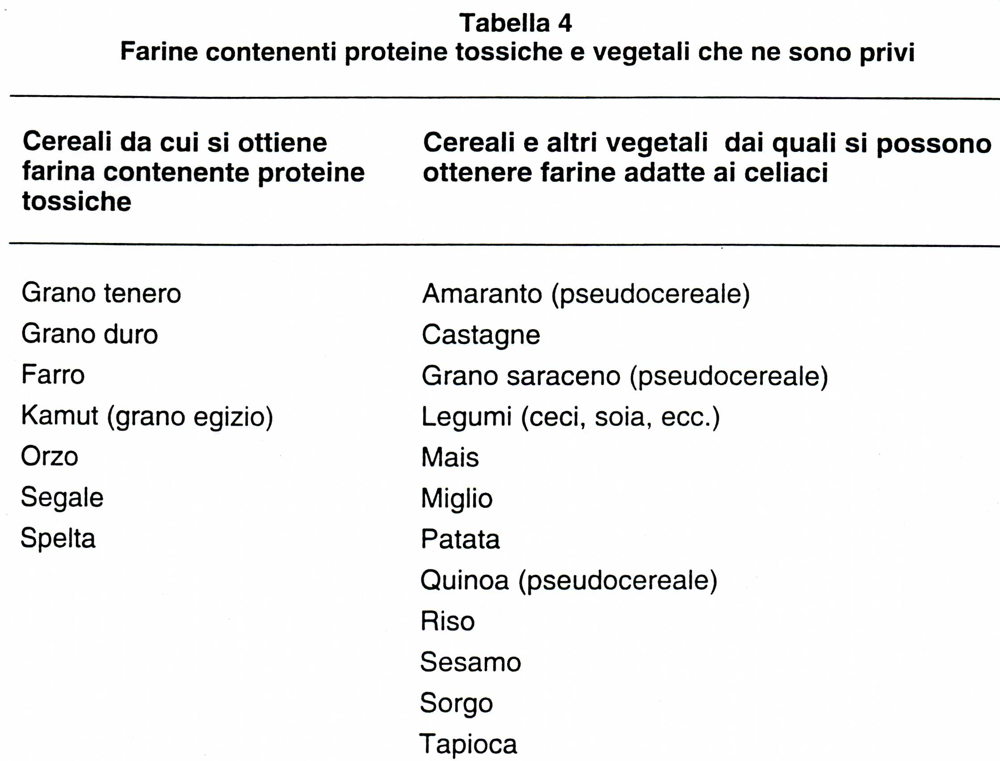 Tabella 4
Farine contenenti proteine tossiche e vegetali che ne sono privi
Cereali da cui si ottiene
farina contenente proteine
tossiche
Cereali e altri vegetali dai quali si possono
ottenere farine adatte ai celiaci
Grano tenero
Grano duro
Farro
Kamut (grano egizio)
Orzo
Segale
Spelta
Amaranto (pseudocereale)
Castagne
Grano saraceno (pseudocereale)
Legumi (ceci, soia, ecc.)
Mais
Miglio
Patata
Quinoa (pseudocereale)
Riso
Sesamo
Sorgo
Tapioca